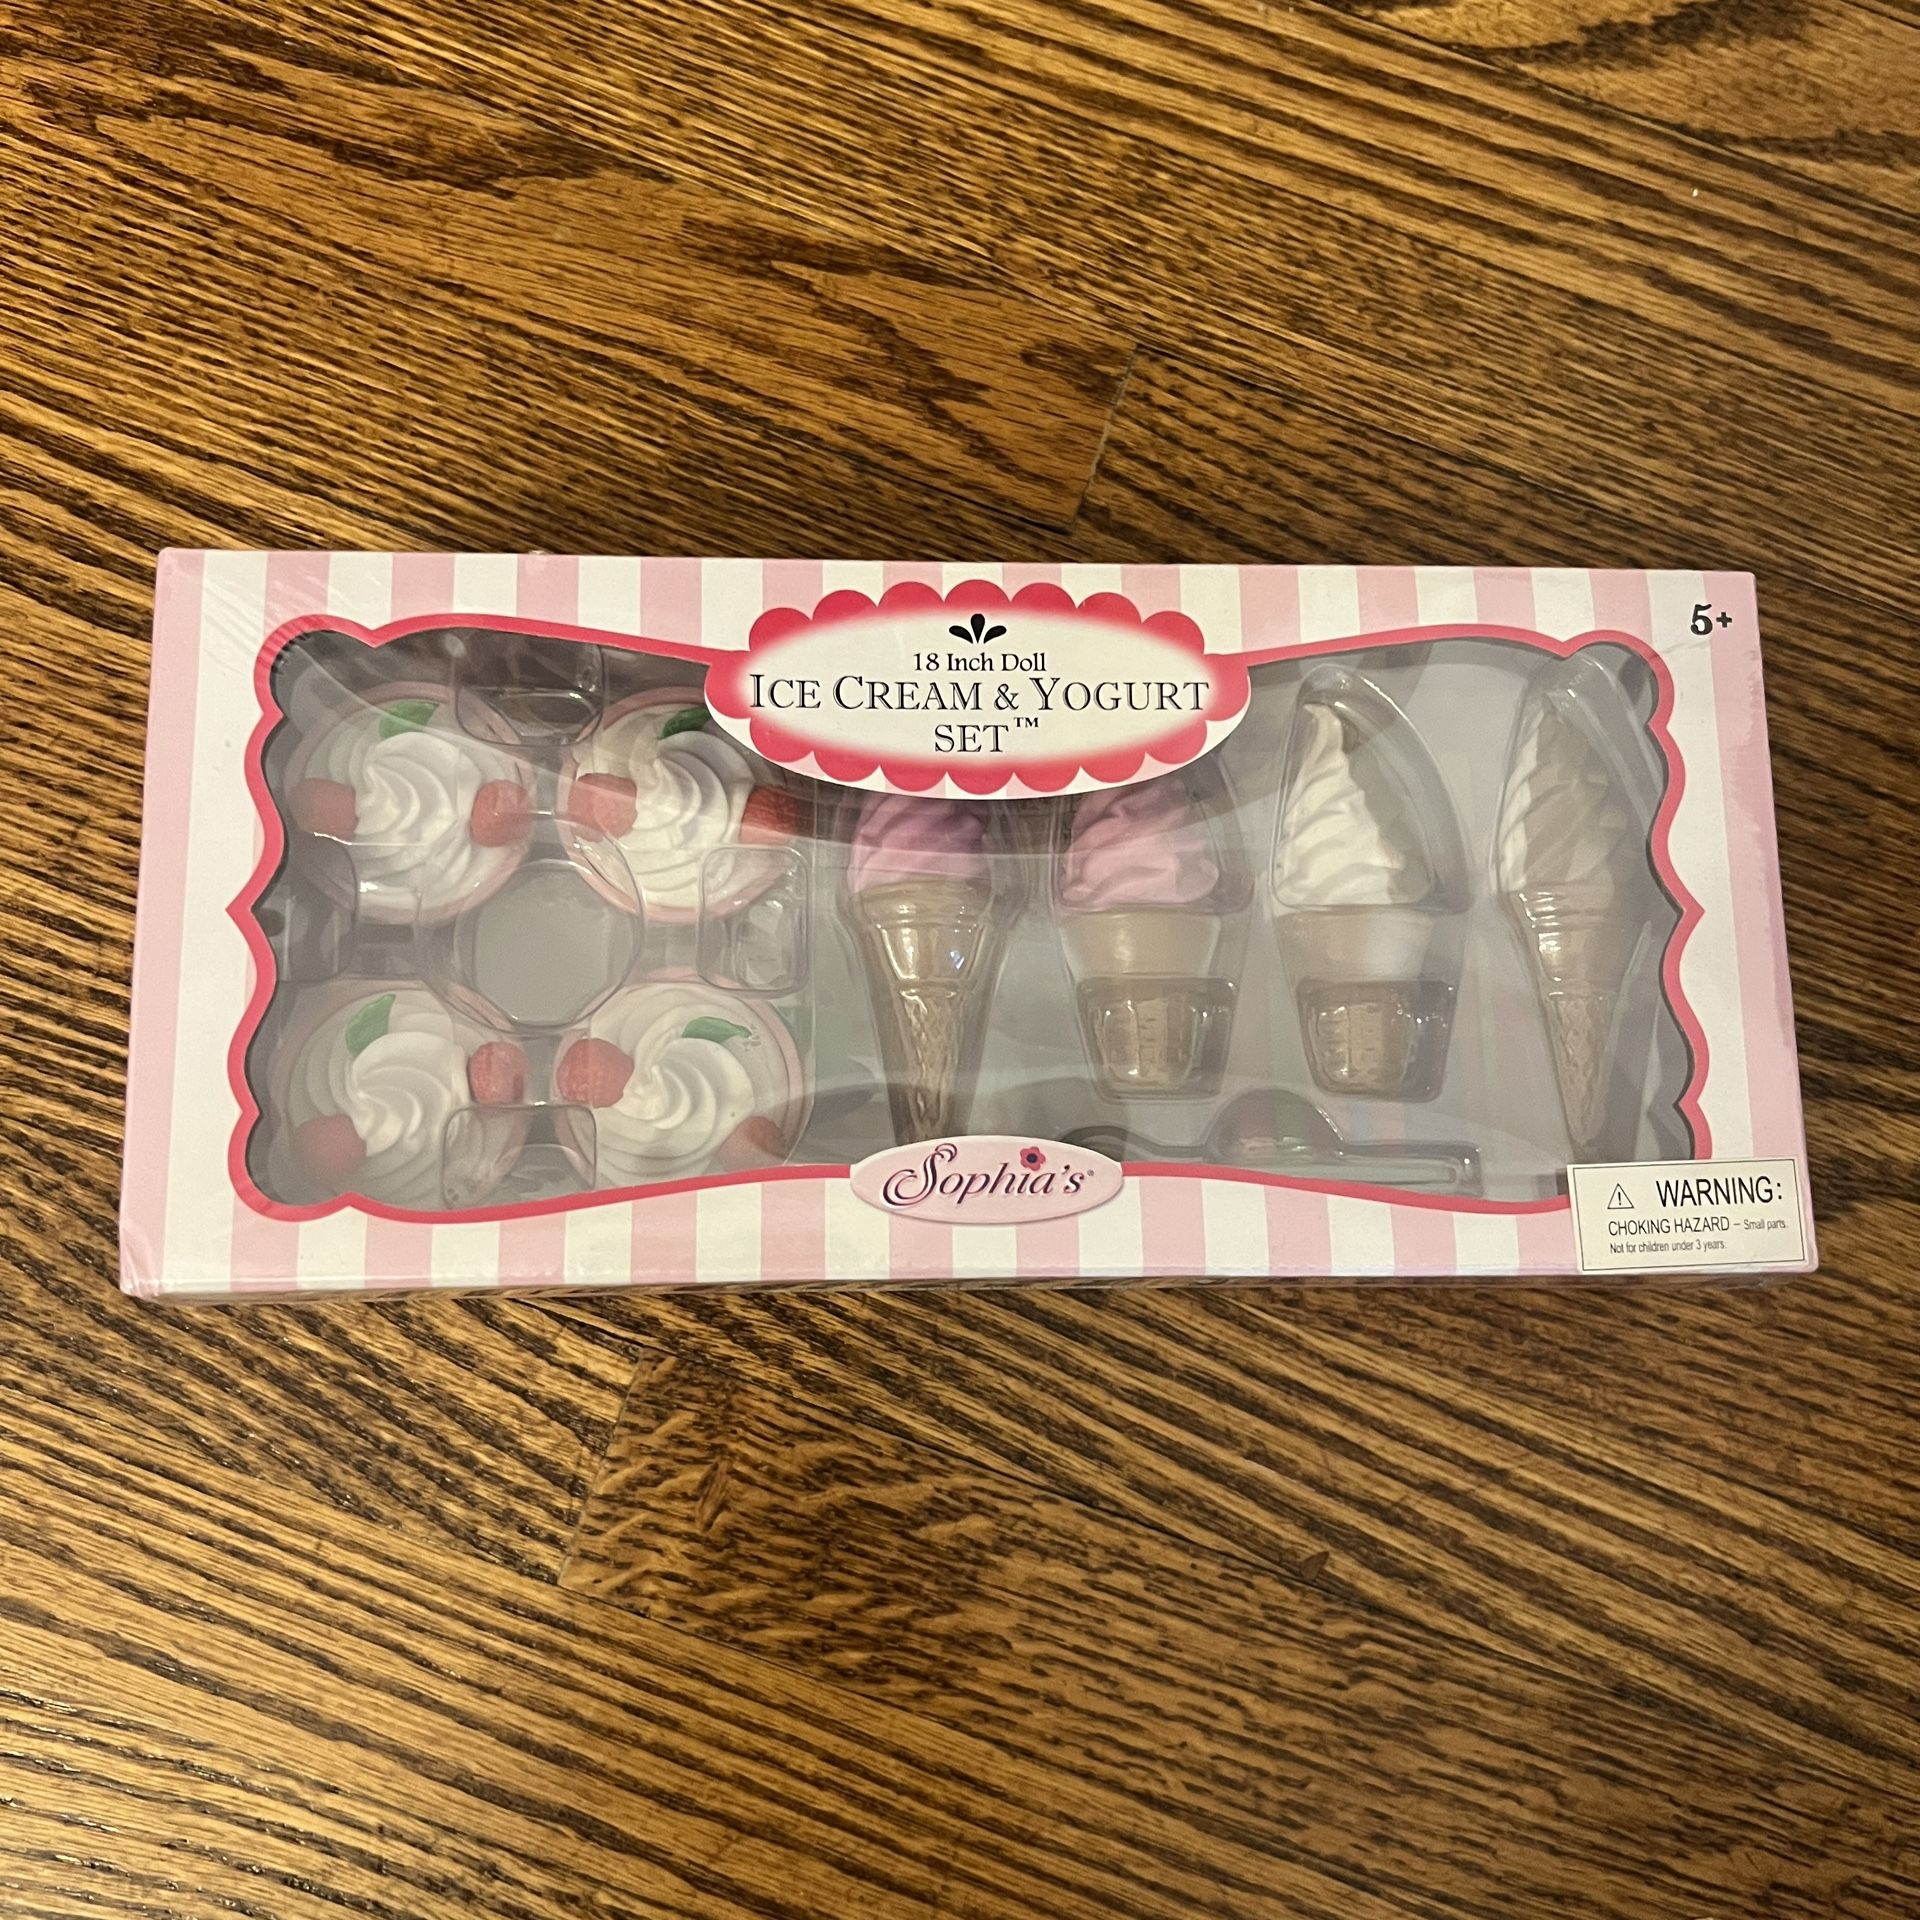 5+
18 Inch Doll
ICE CREAM & YOGURT
SET™
Sophia's®
WARNING:
CHOKING HAZARD – Small parts.
Not for children under 3 years.